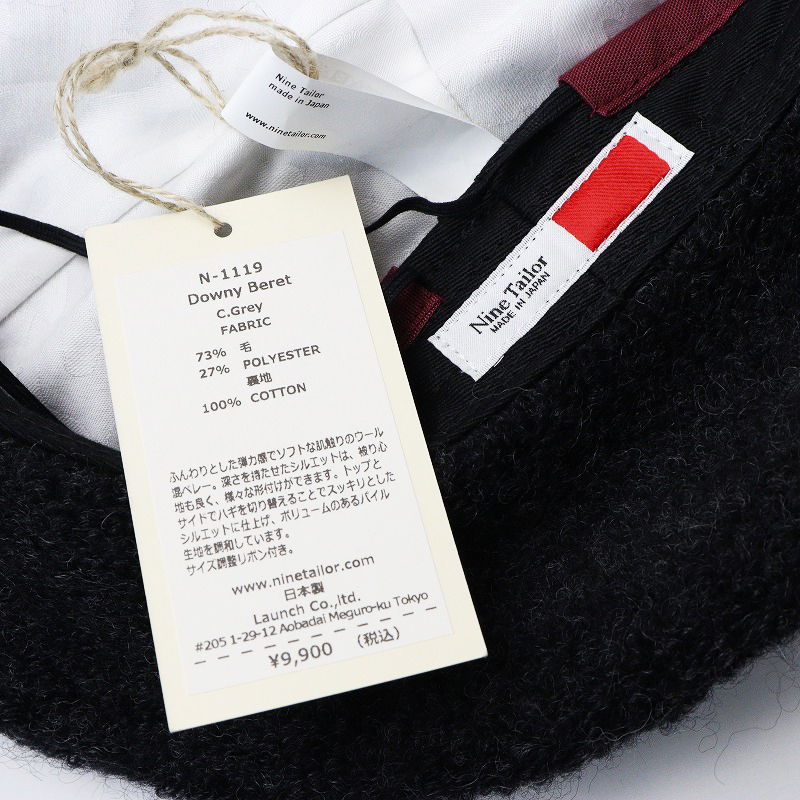 Nine Tailor
made in Japan
www.ninetailor.com
Nine Tailor
MADE IN JAPAN
N-1119
Downy Beret
C.Grey
FABRIC
73% 毛
27% POLYESTER
裏地
100% COTTON
ふんわりとした弾力感でソフトな肌触りのウール
混ベレー。深さを持たせたシルエットは、被り心
地も良く、様々な形付けができます。トップと
サイドでハギを切り替えることでスッキリとした
シルエットに仕上げ、ボリュームのあるパイル
生地を調和しています。
サイズ調整リボン付き。
www.ninetailor.com
日本製
Launch Co.,ltd.
#205 1-29-12 Aobadai Meguro-ku Tokyo
¥9,900 (税込)